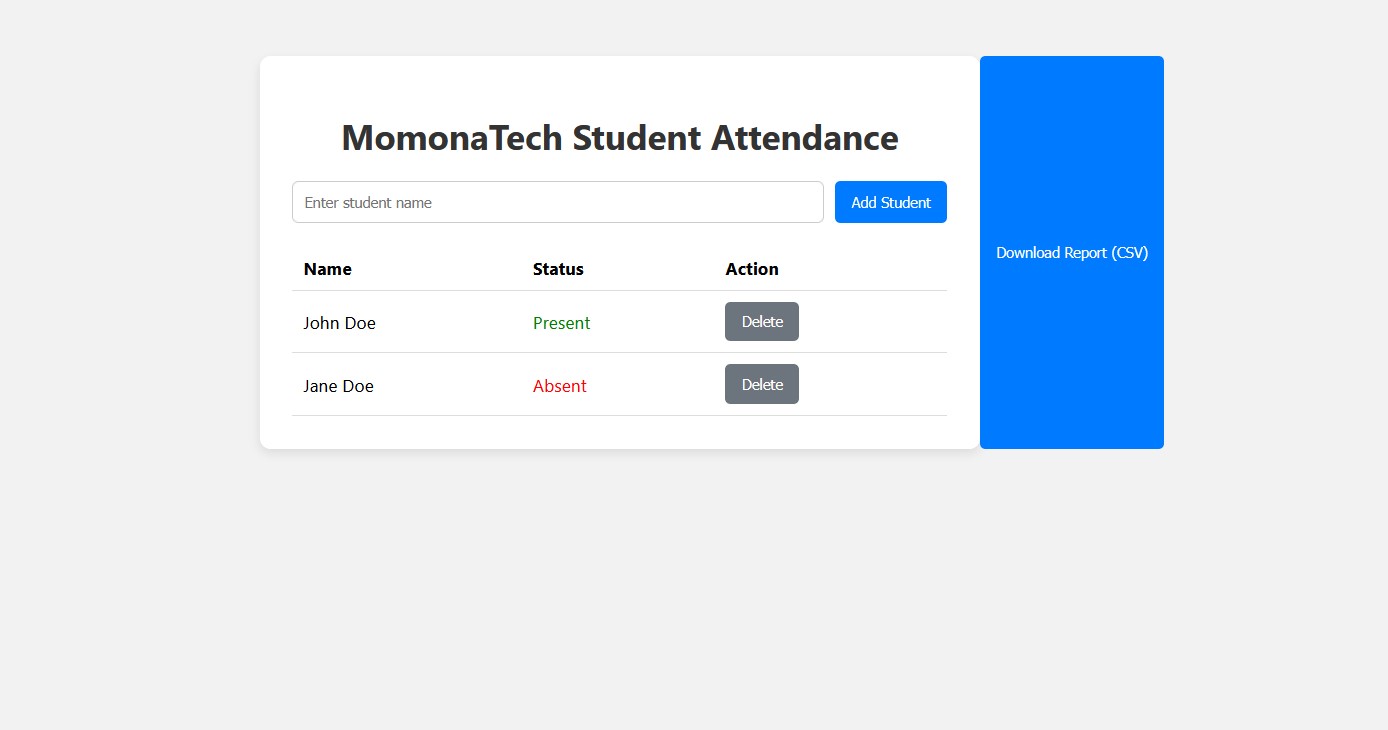 MomonaTech Student Attendance
Enter student name
Add Student
Name Status Action
John Doe Present Delete
Jane Doe Absent Delete
Download Report (CSV)